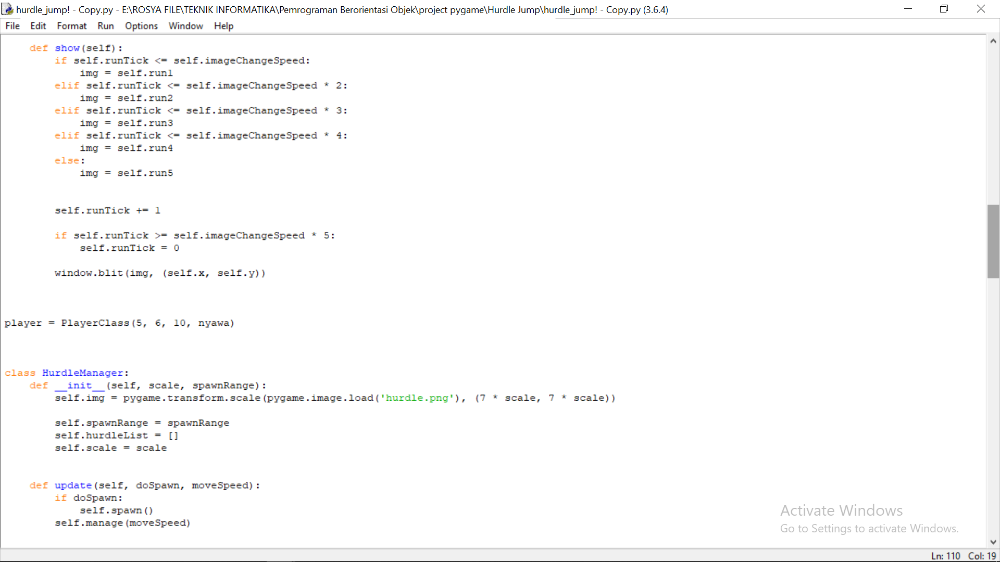 hurdle_jump! - Copy.py - E:\ROSYA FILE\TEKNIK INFORMATIKA\Pemrograman Berorientasi Objek\project pygame\Hurdle Jump\hurdle_jump! - Copy.py (3.6.4)
File Edit Format Run Options Window Help
    def show(self):
        if self.runTick <= self.imageChangeSpeed:
            img = self.run1
        elif self.runTick <= self.imageChangeSpeed * 2:
            img = self.run2
        elif self.runTick <= self.imageChangeSpeed * 3:
            img = self.run3
        elif self.runTick <= self.imageChangeSpeed * 4:
            img = self.run4
        else:
            img = self.run5
        self.runTick += 1
        if self.runTick >= self.imageChangeSpeed * 5:
            self.runTick = 0
        window.blit(img, (self.x, self.y))
player = PlayerClass(5, 6, 10, nyawa)
class HurdleManager:
    def __init__(self, scale, spawnRange):
        self.img = pygame.transform.scale(pygame.image.load('hurdle.png'), (7 * scale, 7 * scale))
        self.spawnRange = spawnRange
        self.hurdleList = []
        self.scale = scale
    def update(self, doSpawn, moveSpeed):
        if doSpawn:
            self.spawn()
        self.manage(moveSpeed)
Activate Windows
Go to Settings to activate Windows.
Ln: 110 Col: 19